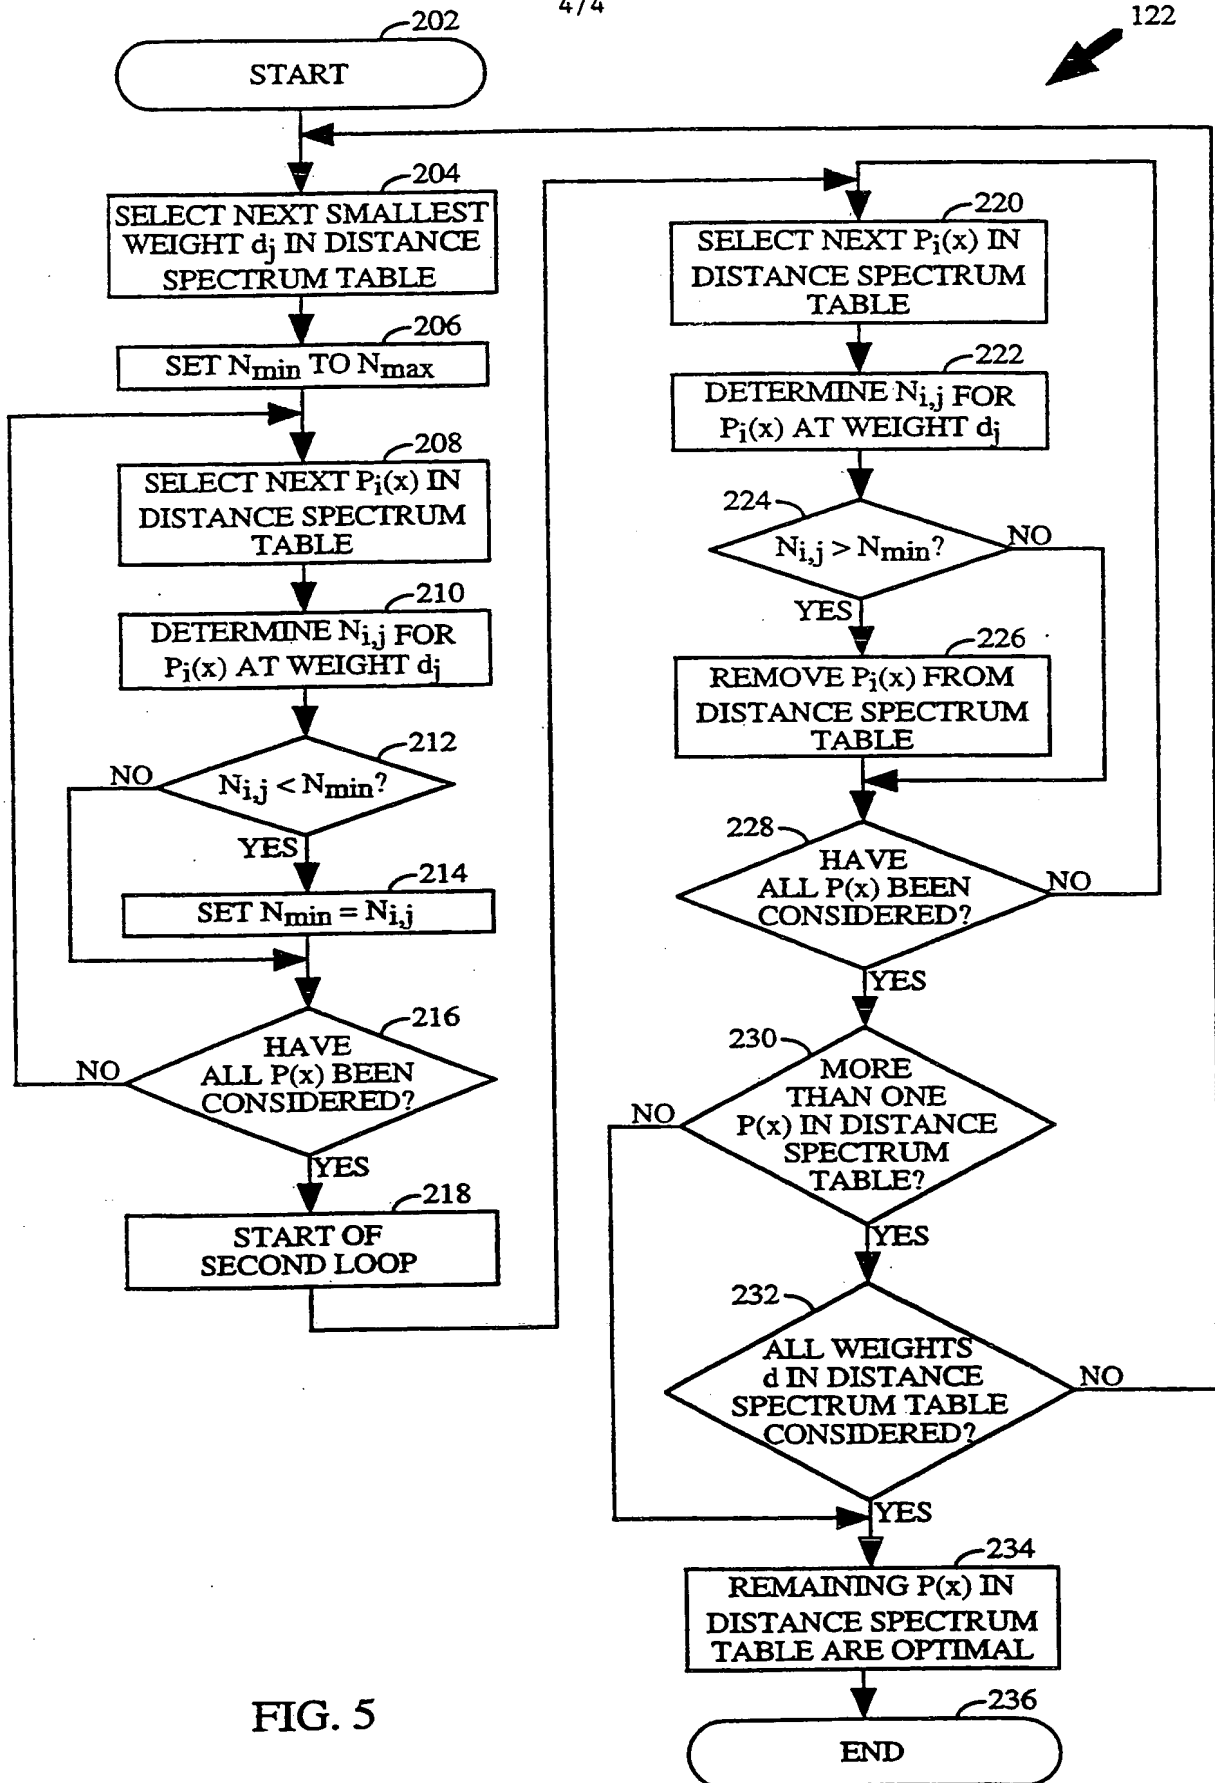 4/4
122
202
START
204
SELECT NEXT SMALLEST
WEIGHT dj IN DISTANCE
SPECTRUM TABLE
206
SET Nmin TO Nmax
208
SELECT NEXT Pi(x) IN
DISTANCE SPECTRUM
TABLE
210
DETERMINE Ni,j FOR
Pi(x) AT WEIGHT dj
212
Ni,j < Nmin?
NO
YES
214
SET Nmin = Ni,j
216
HAVE
ALL P(x) BEEN
CONSIDERED?
NO
YES
218
START OF
SECOND LOOP
220
SELECT NEXT Pi(x) IN
DISTANCE SPECTRUM
TABLE
222
DETERMINE Ni,j FOR
Pi(x) AT WEIGHT dj
224
Ni,j > Nmin?
NO
YES
226
REMOVE Pi(x) FROM
DISTANCE SPECTRUM
TABLE
228
HAVE
ALL P(x) BEEN
CONSIDERED?
NO
YES
230
MORE
THAN ONE
P(x) IN DISTANCE
SPECTRUM
TABLE?
NO
YES
232
ALL WEIGHTS
d IN DISTANCE
SPECTRUM TABLE
CONSIDERED?
NO
YES
234
REMAINING P(x) IN
DISTANCE SPECTRUM
TABLE ARE OPTIMAL
236
END
FIG. 5